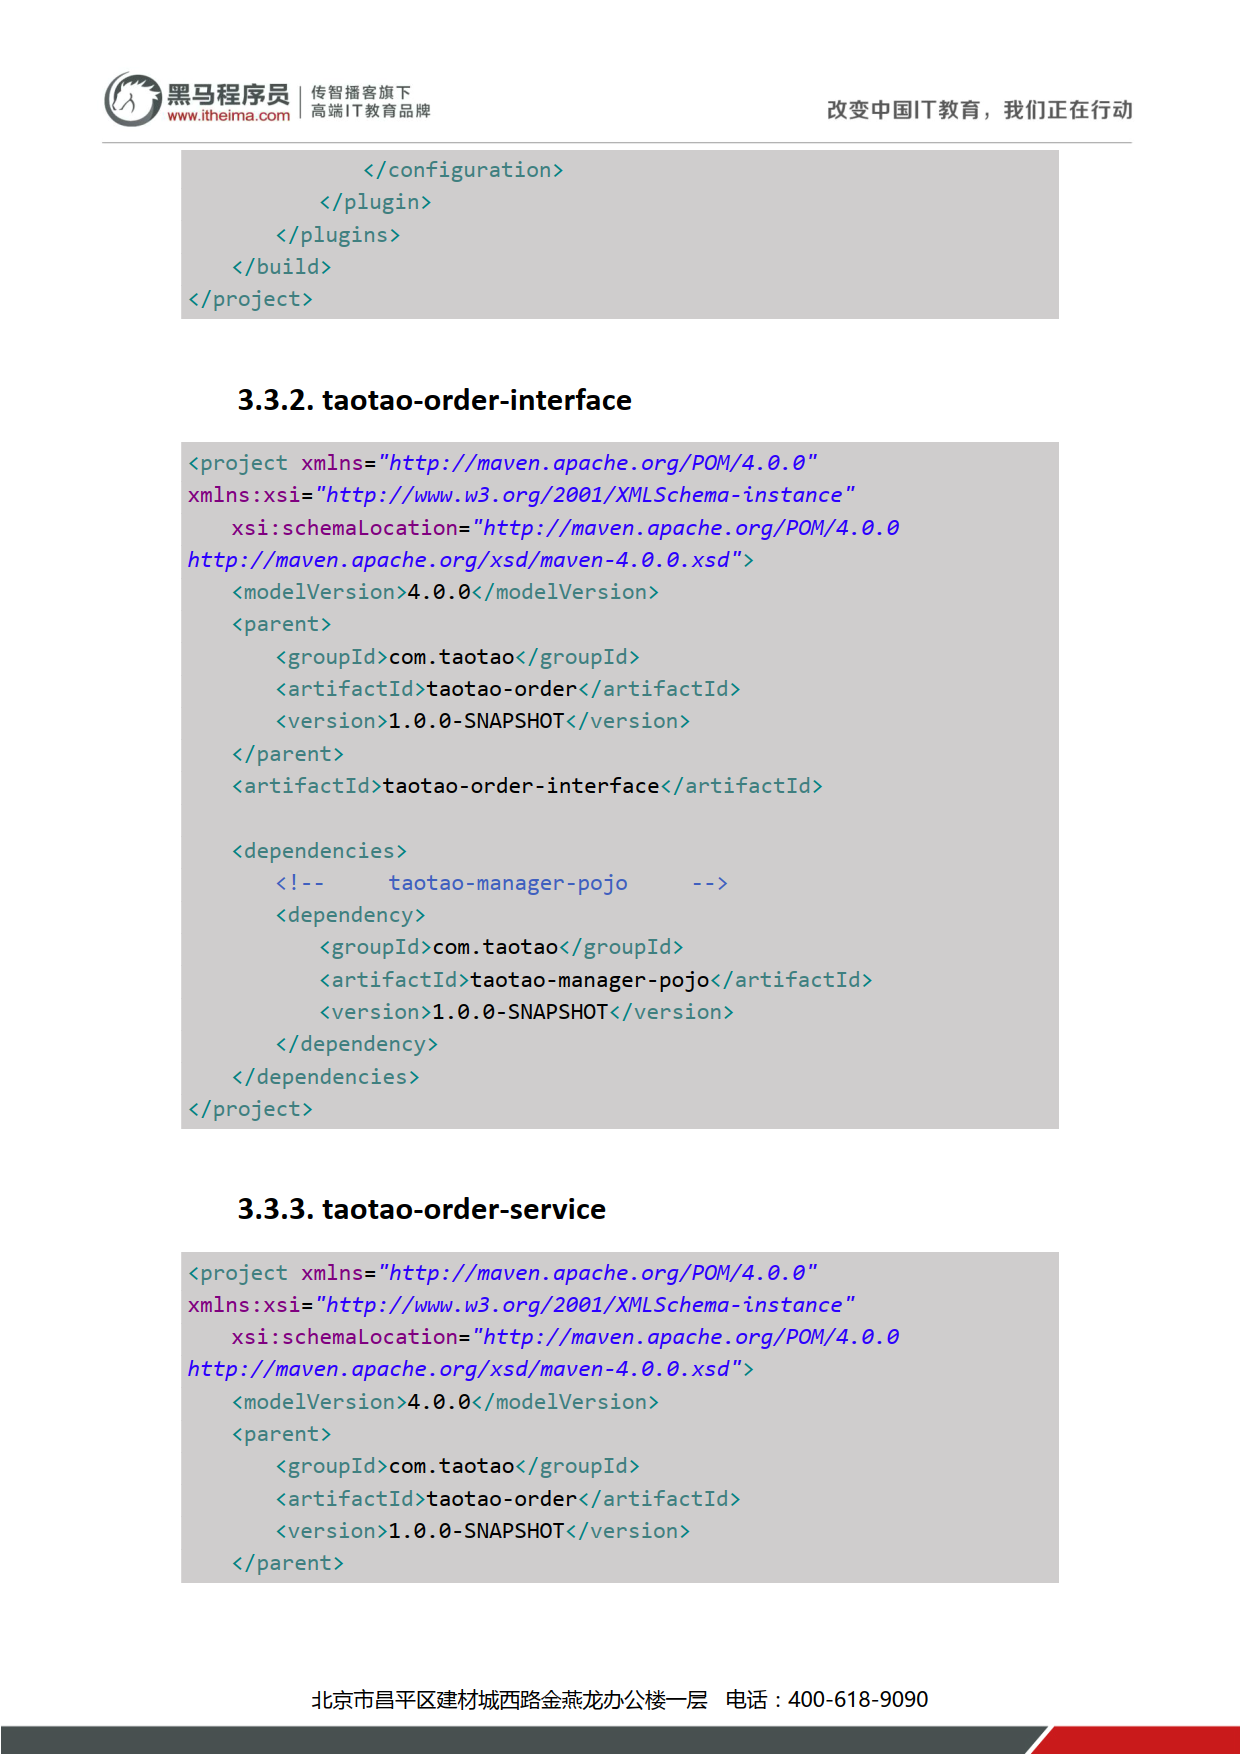 黑马程序员
www.itheima.com
传智播客旗下
高端IT教育品牌
改变中国IT教育，我们正在行动
            </configuration>
         </plugin>
      </plugins>
   </build>
</project>
3.3.2. taotao-order-interface
<project xmlns="http://maven.apache.org/POM/4.0.0"
xmlns:xsi="http://www.w3.org/2001/XMLSchema-instance"
   xsi:schemaLocation="http://maven.apache.org/POM/4.0.0
http://maven.apache.org/xsd/maven-4.0.0.xsd">
   <modelVersion>4.0.0</modelVersion>
   <parent>
      <groupId>com.taotao</groupId>
      <artifactId>taotao-order</artifactId>
      <version>1.0.0-SNAPSHOT</version>
   </parent>
   <artifactId>taotao-order-interface</artifactId>
   <dependencies>
      <!--     taotao-manager-pojo     -->
      <dependency>
         <groupId>com.taotao</groupId>
         <artifactId>taotao-manager-pojo</artifactId>
         <version>1.0.0-SNAPSHOT</version>
      </dependency>
   </dependencies>
</project>
3.3.3. taotao-order-service
<project xmlns="http://maven.apache.org/POM/4.0.0"
xmlns:xsi="http://www.w3.org/2001/XMLSchema-instance"
   xsi:schemaLocation="http://maven.apache.org/POM/4.0.0
http://maven.apache.org/xsd/maven-4.0.0.xsd">
   <modelVersion>4.0.0</modelVersion>
   <parent>
      <groupId>com.taotao</groupId>
      <artifactId>taotao-order</artifactId>
      <version>1.0.0-SNAPSHOT</version>
   </parent>
北京市昌平区建材城西路金燕龙办公楼一层   电话：400-618-9090